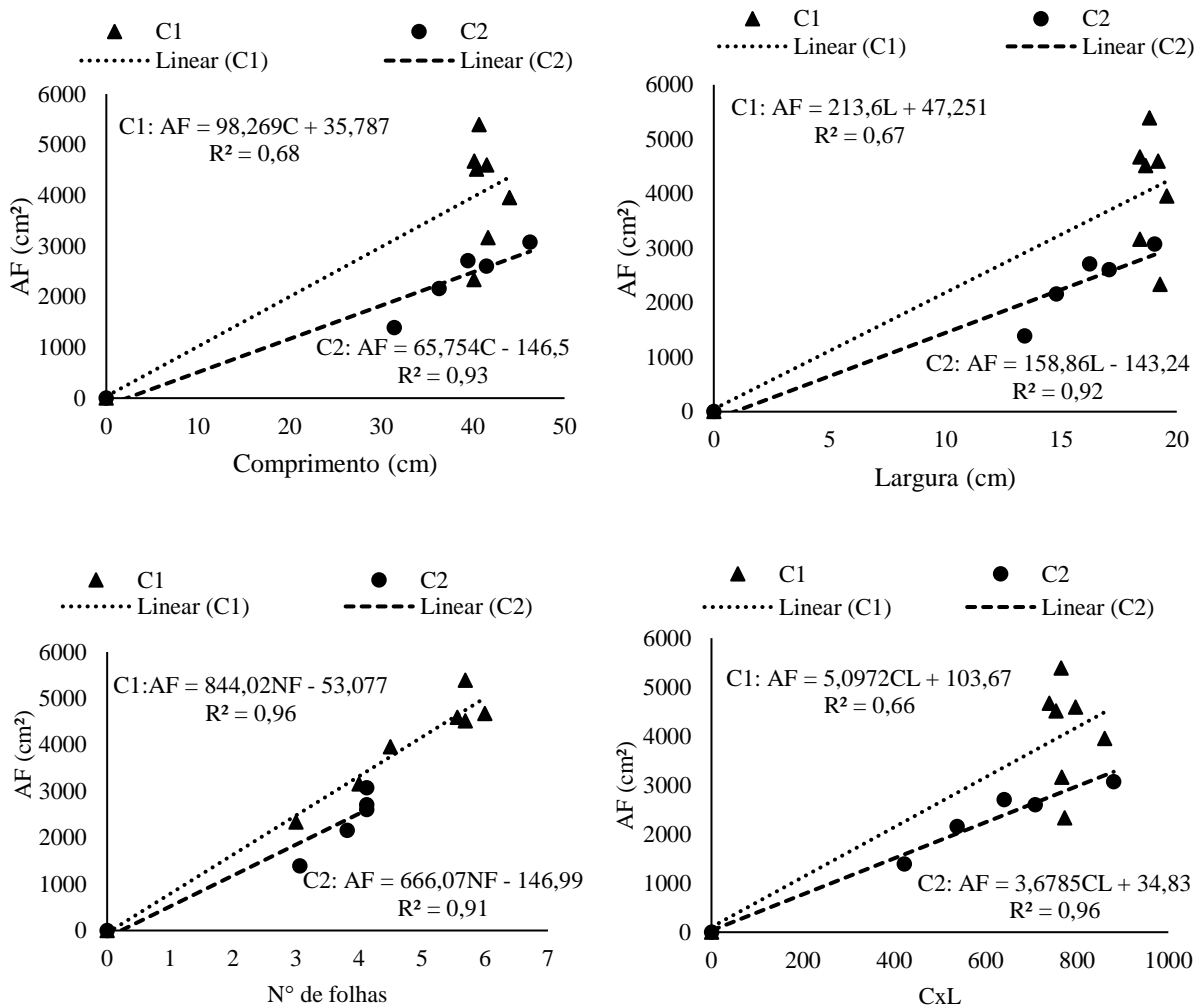 C1 C2
Linear (C1) Linear (C2)
6000
5000
4000
3000
2000
1000
0
AF (cm²)
C1: AF = 98,269C + 35,787
R² = 0,68
C2: AF = 65,754C - 146,5
R² = 0,93
0 10 20 30 40 50
Comprimento (cm)
C1 C2
Linear (C1) Linear (C2)
6000
5000
4000
3000
2000
1000
0
AF (cm²)
C1: AF = 213,6L + 47,251
R² = 0,67
C2: AF = 158,86L - 143,24
R² = 0,92
0 5 10 15 20
Largura (cm)
C1 C2
Linear (C1) Linear (C2)
6000
5000
4000
3000
2000
1000
0
AF (cm²)
C1:AF = 844,02NF - 53,077
R² = 0,96
C2: AF = 666,07NF - 146,99
R² = 0,91
0 1 2 3 4 5 6 7
N° de folhas
C1 C2
Linear (C1) Linear (C2)
6000
5000
4000
3000
2000
1000
0
AF (cm²)
C1: AF = 5,0972CL + 103,67
R² = 0,66
C2: AF = 3,6785CL + 34,83
R² = 0,96
0 200 400 600 800 1000
CxL